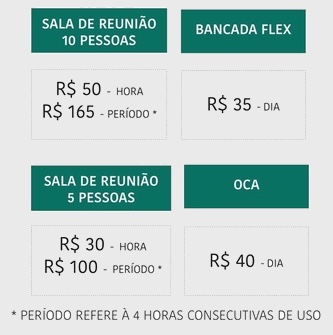 SALA DE REUNIÃO
10 PESSOAS
BANCADA FLEX
R$ 50 - HORA
R$ 165 - PERÍODO *
R$ 35 - DIA
SALA DE REUNIÃO
5 PESSOAS
OCA
R$ 30 - HORA
R$ 100 - PERÍODO *
R$ 40 - DIA
* PERÍODO REFERE À 4 HORAS CONSECUTIVAS DE USO